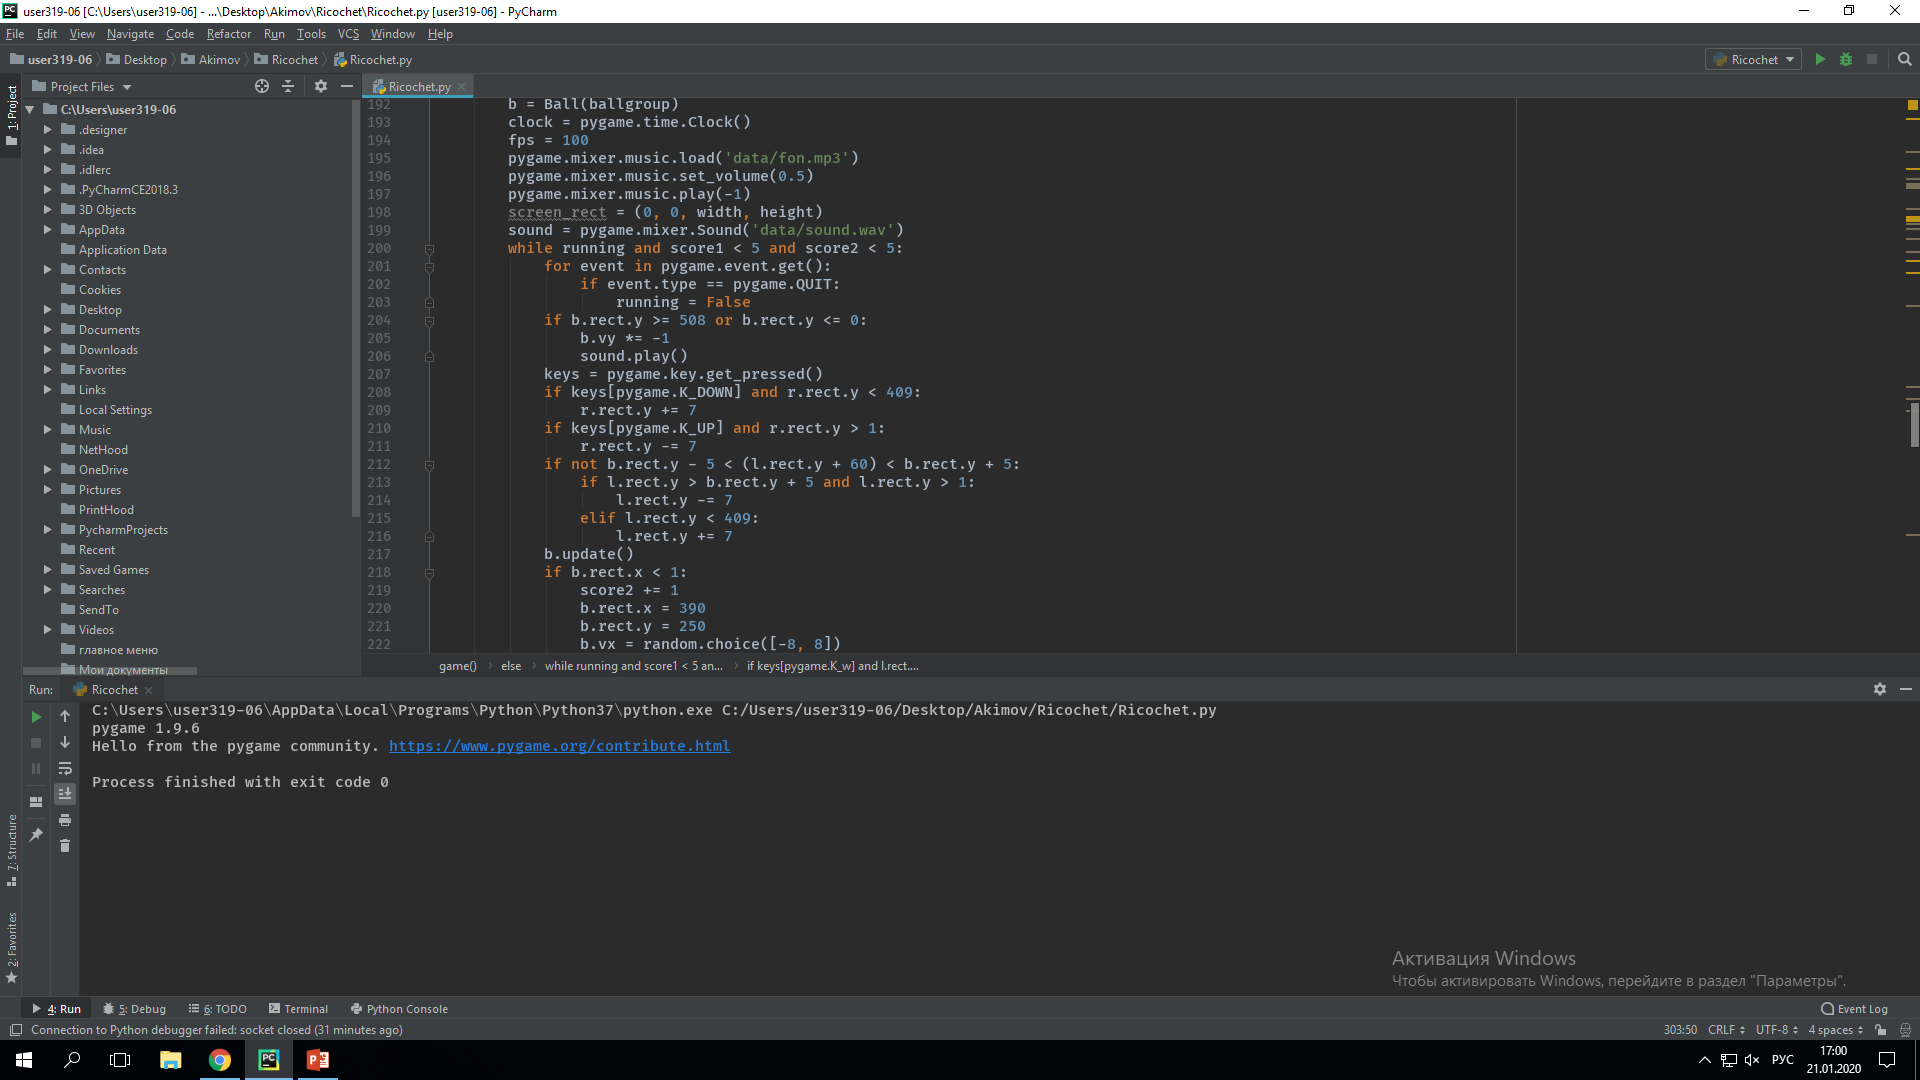 user319-06 [C:\Users\user319-06] - ...\Desktop\Akimov\Ricochet\Ricochet.py [user319-06] - PyCharm
File Edit View Navigate Code Refactor Run Tools VCS Window Help
user319-06 Desktop Akimov Ricochet Ricochet.py
Ricochet
1: Project
Project Files
Ricochet.py
C:\Users\user319-06
.designer
.idea
.idlerc
.PyCharmCE2018.3
3D Objects
AppData
Application Data
Contacts
Cookies
Desktop
Documents
Downloads
Favorites
Links
Local Settings
Music
NetHood
OneDrive
Pictures
PrintHood
PycharmProjects
Recent
Saved Games
Searches
SendTo
Videos
главное меню
Мои документы
192 b = Ball(ballgroup)
193 clock = pygame.time.Clock()
194 fps = 100
195 pygame.mixer.music.load('data/fon.mp3')
196 pygame.mixer.music.set_volume(0.5)
197 pygame.mixer.music.play(-1)
198 screen_rect = (0, 0, width, height)
199 sound = pygame.mixer.Sound('data/sound.wav')
200 while running and score1 < 5 and score2 < 5:
201 for event in pygame.event.get():
202 if event.type == pygame.QUIT:
203 running = False
204 if b.rect.y >= 508 or b.rect.y <= 0:
205 b.vy *= -1
206 sound.play()
207 keys = pygame.key.get_pressed()
208 if keys[pygame.K_DOWN] and r.rect.y < 409:
209 r.rect.y += 7
210 if keys[pygame.K_UP] and r.rect.y > 1:
211 r.rect.y -= 7
212 if not b.rect.y - 5 < (l.rect.y + 60) < b.rect.y + 5:
213 if l.rect.y > b.rect.y + 5 and l.rect.y > 1:
214 l.rect.y -= 7
215 elif l.rect.y < 409:
216 l.rect.y += 7
217 b.update()
218 if b.rect.x < 1:
219 score2 += 1
220 b.rect.x = 390
221 b.rect.y = 250
222 b.vx = random.choice([-8, 8])
game() else while running and score1 < 5 an... if keys[pygame.K_w] and l.rect....
Run: Ricochet
C:\Users\user319-06\AppData\Local\Programs\Python\Python37\python.exe C:/Users/user319-06/Desktop/Akimov/Ricochet/Ricochet.py
pygame 1.9.6
Hello from the pygame community. https://www.pygame.org/contribute.html
Process finished with exit code 0
7: Structure
2: Favorites
Активация Windows
Чтобы активировать Windows, перейдите в раздел "Параметры".
4: Run 5: Debug 6: TODO Terminal Python Console Event Log
Connection to Python debugger failed: socket closed (31 minutes ago) 303:50 CRLF UTF-8 4 spaces
РУС 17:00
21.01.2020